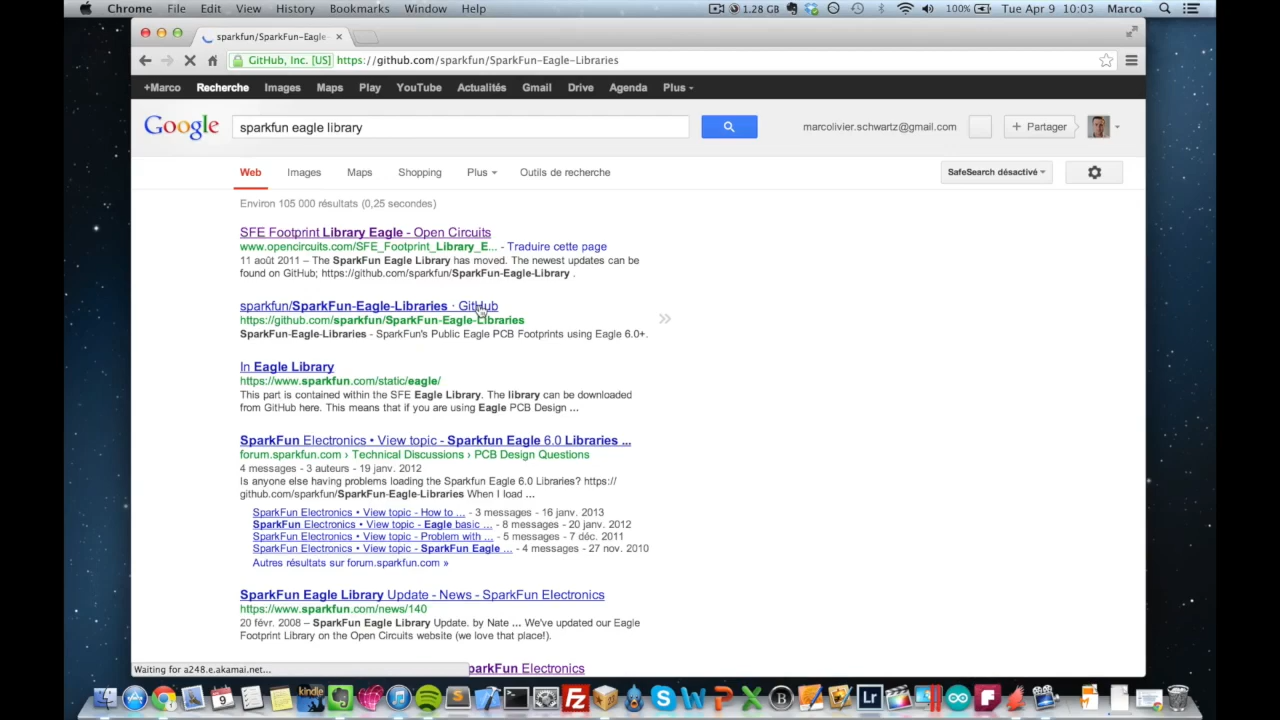 Chrome File Edit View History Bookmarks Window Help 1.28 GB 100% Tue Apr 9 10:03 Marco
sparkfun/SparkFun-Eagle-
GitHub, Inc. [US] https://github.com/sparkfun/SparkFun-Eagle-Libraries
+Marco Recherche Images Maps Play YouTube Actualités Gmail Drive Agenda Plus
Google sparkfun eagle library marcolivier.schwartz@gmail.com + Partager
Web Images Maps Shopping Plus Outils de recherche SafeSearch désactivé
Environ 105 000 résultats (0,25 secondes)
SFE Footprint Library Eagle - Open Circuits
www.opencircuits.com/SFE_Footprint_Library_E... - Traduire cette page
11 août 2011 – The SparkFun Eagle Library has moved. The newest updates can be
found on GitHub; https://github.com/sparkfun/SparkFun-Eagle-Library .
sparkfun/SparkFun-Eagle-Libraries · GitHub
https://github.com/sparkfun/SparkFun-Eagle-Libraries
SparkFun-Eagle-Libraries - SparkFun's Public Eagle PCB Footprints using Eagle 6.0+.
In Eagle Library
https://www.sparkfun.com/static/eagle/
This part is contained within the SFE Eagle Library. The library can be downloaded
from GitHub here. This means that if you are using Eagle PCB Design ...
SparkFun Electronics • View topic - Sparkfun Eagle 6.0 Libraries ...
forum.sparkfun.com › Technical Discussions › PCB Design Questions
4 messages - 3 auteurs - 19 janv. 2012
Is anyone else having problems loading the Sparkfun Eagle 6.0 Libraries? https://
github.com/sparkfun/SparkFun-Eagle-Libraries When I load ...
SparkFun Electronics • View topic - How to ... - 3 messages - 16 janv. 2013
SparkFun Electronics • View topic - Eagle basic ... - 8 messages - 20 janv. 2012
SparkFun Electronics • View topic - Problem with ... - 5 messages - 7 déc. 2011
SparkFun Electronics • View topic - SparkFun Eagle ... - 4 messages - 27 nov. 2010
Autres résultats sur forum.sparkfun.com »
SparkFun Eagle Library Update - News - SparkFun Electronics
https://www.sparkfun.com/news/140
20 févr. 2008 – SparkFun Eagle Library Update. by Nate ... We've updated our Eagle
Footprint Library on the Open Circuits website (we love that place!).
Waiting for a248.e.akamai.net... parkFun Electronics
9 kindle Lr